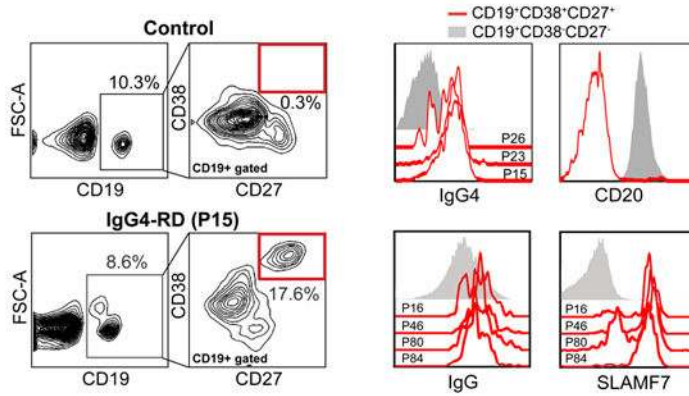 Control
10.3%
0.3%
FSC-A
CD38
CD19+ gated
CD19
CD27
IgG4-RD (P15)
8.6%
17.6%
FSC-A
CD38
CD19+ gated
CD19
CD27
CD19⁺CD38⁺CD27⁺
CD19⁺CD38⁻CD27⁻
P26
P23
P15
IgG4
CD20
P16
P46
P80
P84
IgG
P16
P46
P80
P84
SLAMF7